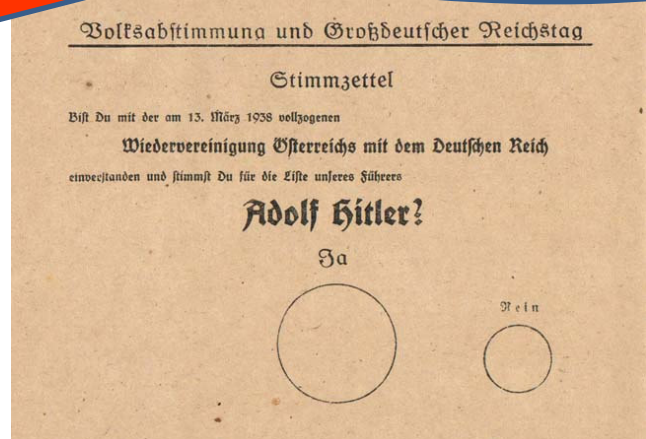 Volksabstimmung und Großdeutscher Reichstag
Stimmzettel
Bist Du mit der am 13. März 1938 vollzogenen
Wiedervereinigung Österreichs mit dem Deutschen Reich
einverstanden und stimmst Du für die Liste unseres Führers
Adolf Hitler?
Ja
Nein